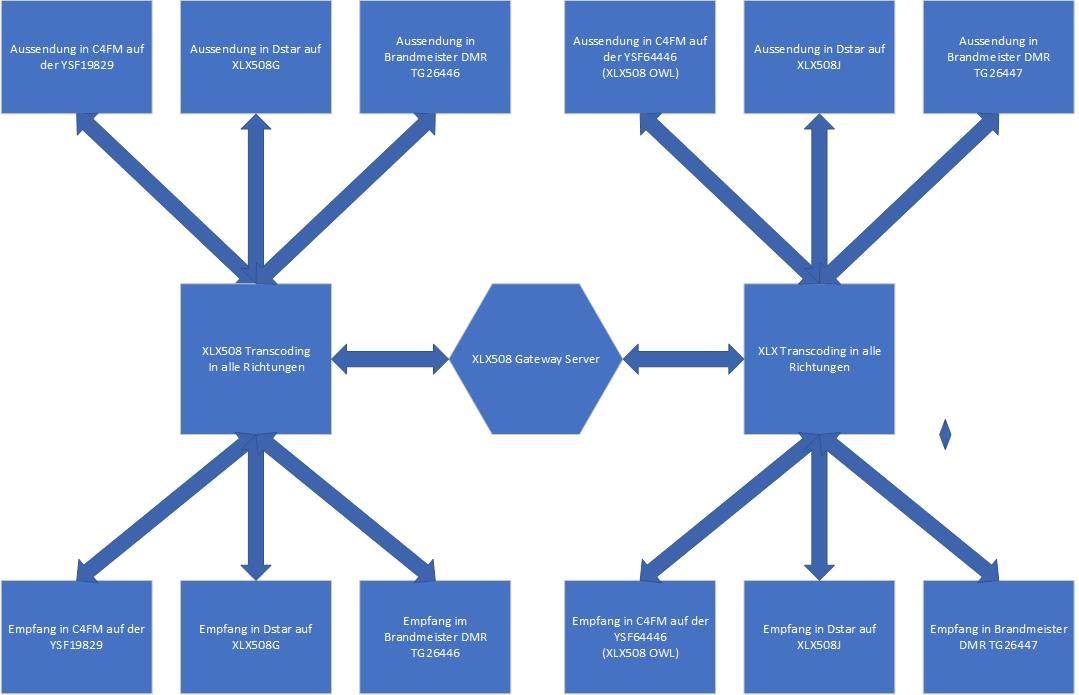 Aussendung in C4FM auf
der YSF19829
Aussendung in Dstar auf
XLX508G
Aussendung in
Brandmeister DMR
TG26446
Aussendung in C4FM auf
der YSF64446
(XLX508 OWL)
Aussendung in Dstar auf
XLX508J
Aussendung in
Brandmeister DMR
TG26447
XLX508 Transcoding
In alle Richtungen
XLX508 Gateway Server
XLX Transcoding in alle
Richtungen
Empfang in C4FM auf der
YSF19829
Empfang in Dstar auf
XLX508G
Empfang im
Brandmeister DMR
TG26446
Empfang in C4FM auf der
YSF64446
(XLX508 OWL)
Empfang in Dstar auf
XLX508J
Empfang in Brandmeister
DMR TG26447